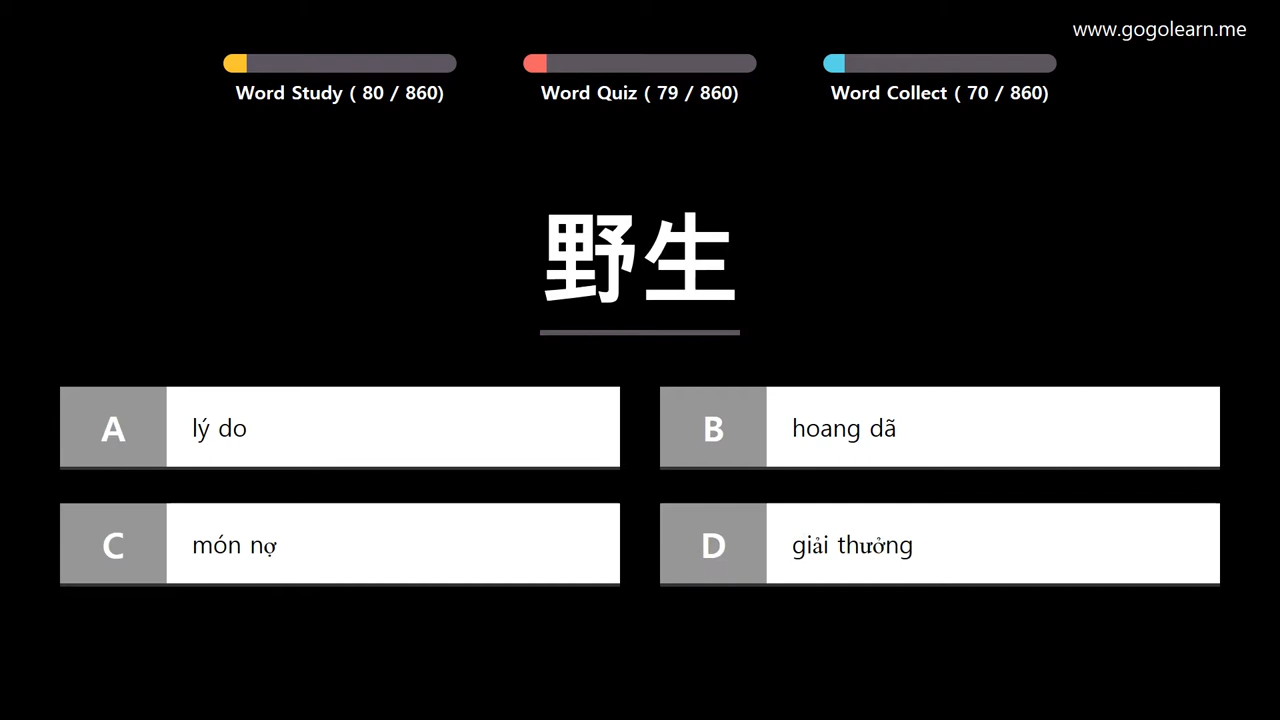 www.gogolearn.me
Word Study ( 80 / 860)
Word Quiz ( 79 / 860)
Word Collect ( 70 / 860)
野生
A lý do
B hoang dã
C món nợ
D giải thưởng